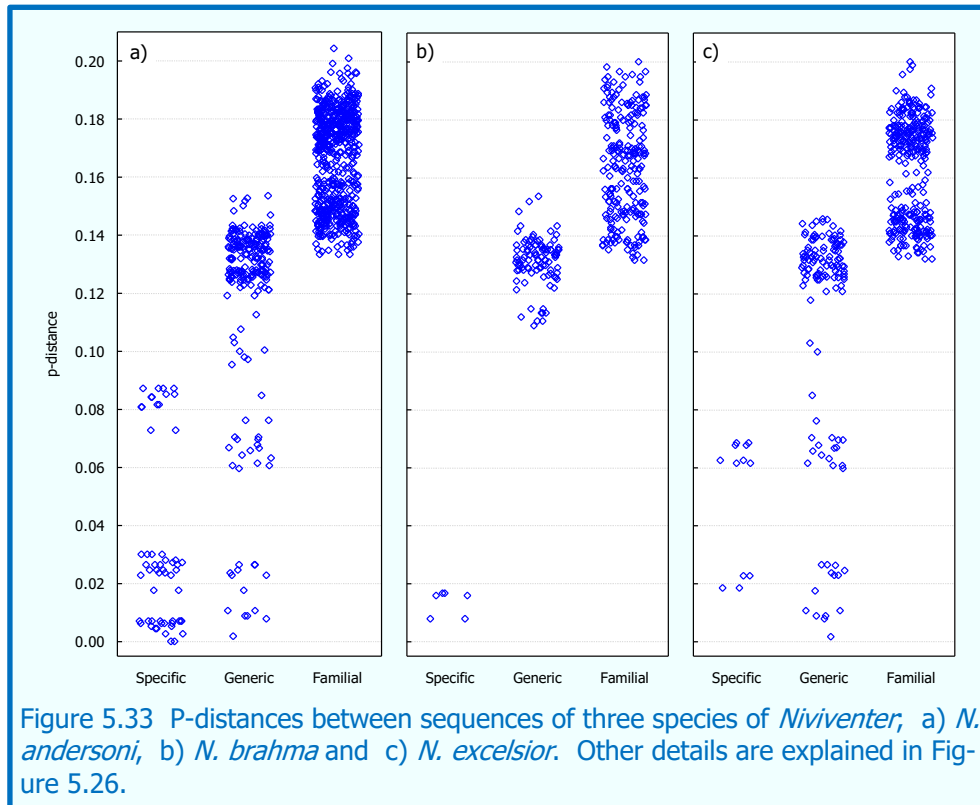 a)
b)
c)
0.20
0.18
0.16
0.14
0.12
0.10
0.08
0.06
0.04
0.02
0.00
p-distance
Specific Generic Familial
Specific Generic Familial
Specific Generic Familial
Figure 5.33 P-distances between sequences of three species of Niviventer; a) N.
andersoni, b) N. brahma and c) N. excelsior. Other details are explained in Fig-
ure 5.26.